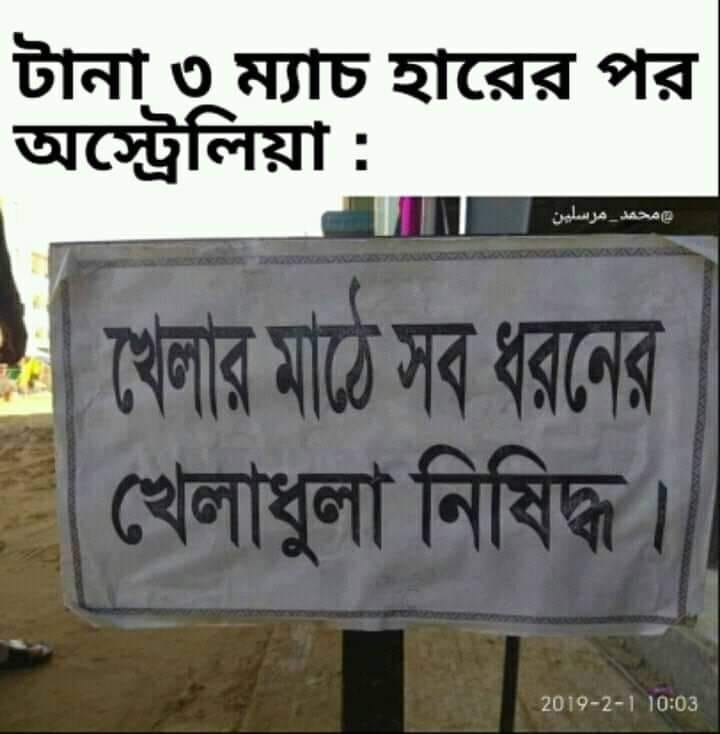 টানা ৩ ম্যাচ হারের পর
অস্ট্রেলিয়া :
@محمد_مرسلين
খেলার মাঠে সব ধরনের
খেলাধুলা নিষিদ্ধ।
2019-2-1 10:03